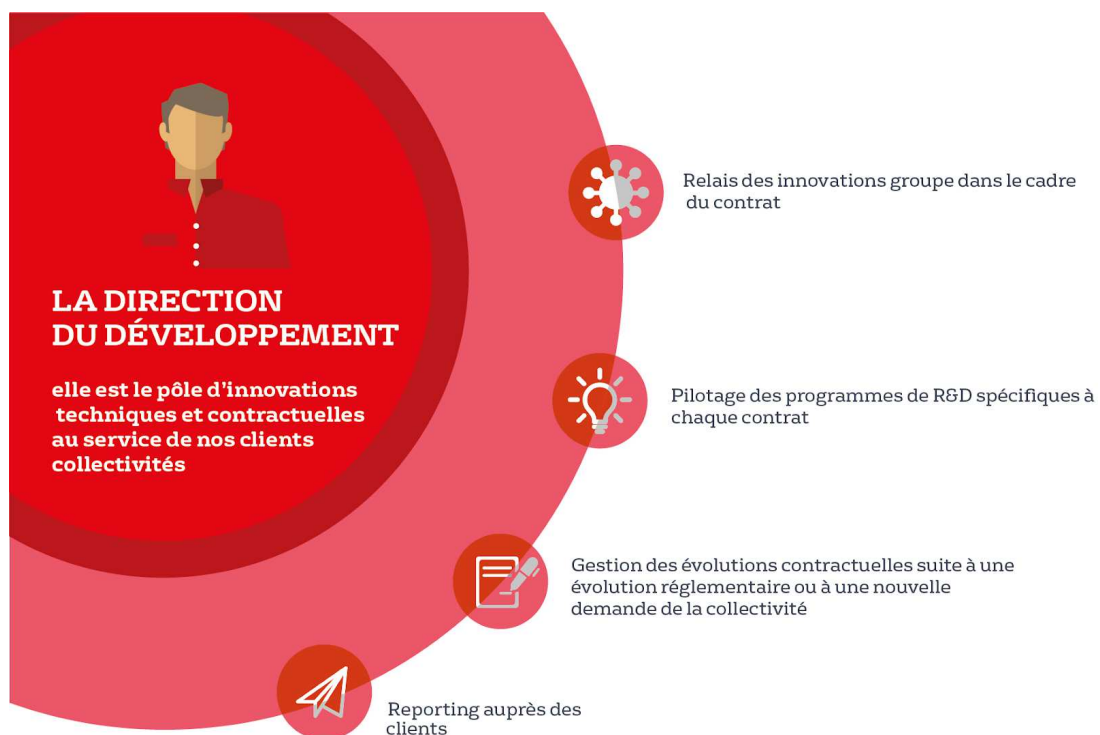 LA DIRECTION
DU DÉVELOPPEMENT
elle est le pôle d’innovations
techniques et contractuelles
au service de nos clients
collectivités
Relais des innovations groupe dans le cadre
du contrat
Pilotage des programmes de R&D spécifiques à
chaque contrat
Gestion des évolutions contractuelles suite à une
évolution réglementaire ou à une nouvelle
demande de la collectivité
Reporting auprès des
clients